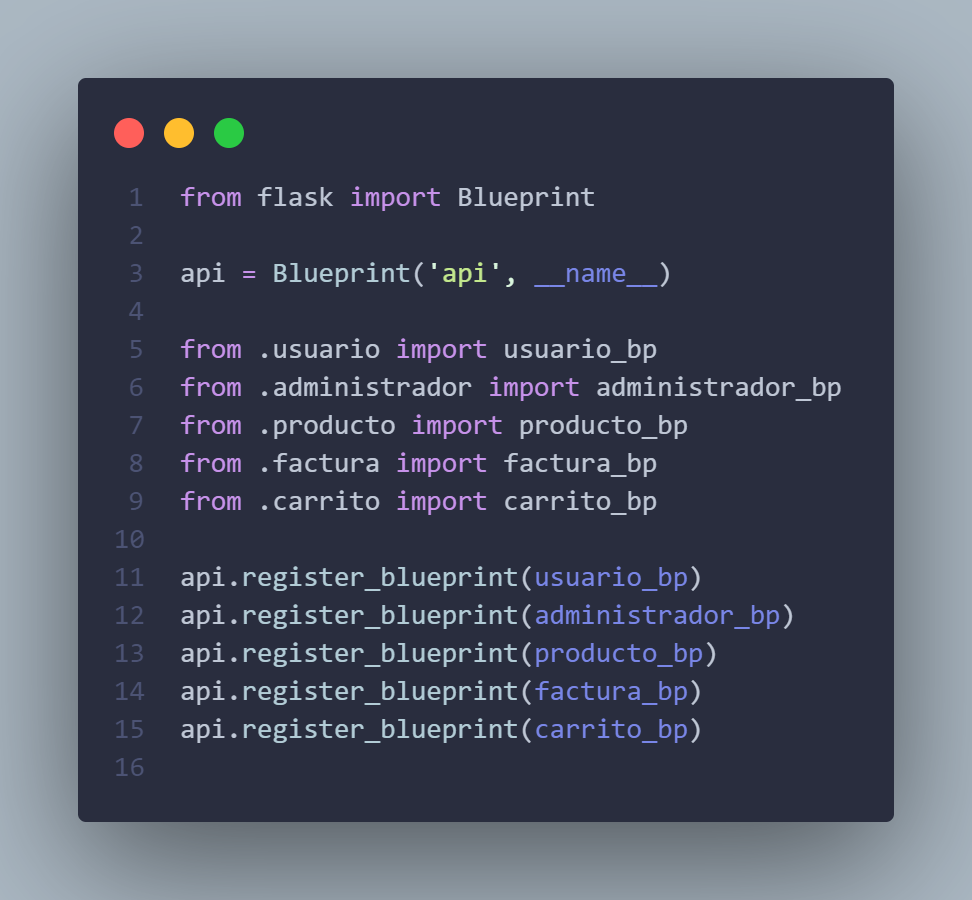 1 from flask import Blueprint
2
3 api = Blueprint('api', __name__)
4
5 from .usuario import usuario_bp
6 from .administrador import administrador_bp
7 from .producto import producto_bp
8 from .factura import factura_bp
9 from .carrito import carrito_bp
10
11 api.register_blueprint(usuario_bp)
12 api.register_blueprint(administrador_bp)
13 api.register_blueprint(producto_bp)
14 api.register_blueprint(factura_bp)
15 api.register_blueprint(carrito_bp)
16